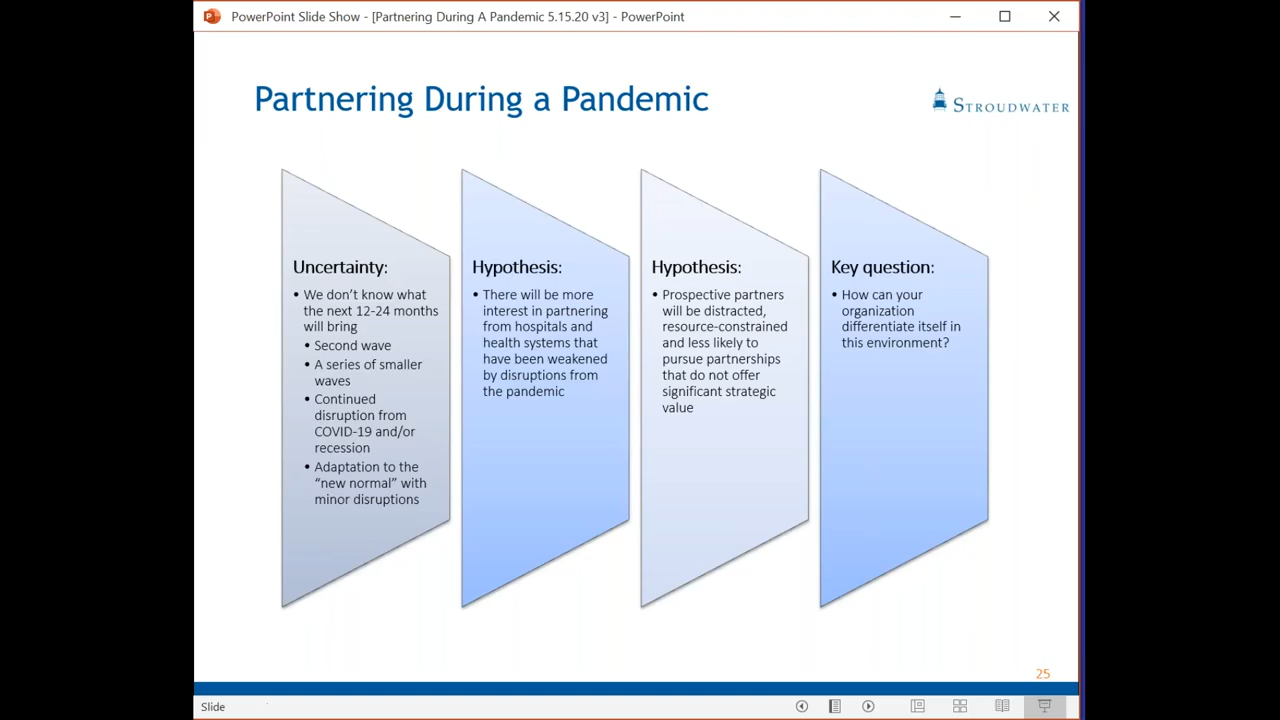 PowerPoint Slide Show - [Partnering During A Pandemic 5.15.20 v3] - PowerPoint
Partnering During a Pandemic
STROUDWATER
Uncertainty:
• We don’t know what
the next 12-24 months
will bring
• Second wave
• A series of smaller
waves
• Continued
disruption from
COVID-19 and/or
recession
• Adaptation to the
“new normal” with
minor disruptions
Hypothesis:
• There will be more
interest in partnering
from hospitals and
health systems that
have been weakened
by disruptions from
the pandemic
Hypothesis:
• Prospective partners
will be distracted,
resource-constrained
and less likely to
pursue partnerships
that do not offer
significant strategic
value
Key question:
• How can your
organization
differentiate itself in
this environment?
25
Slide